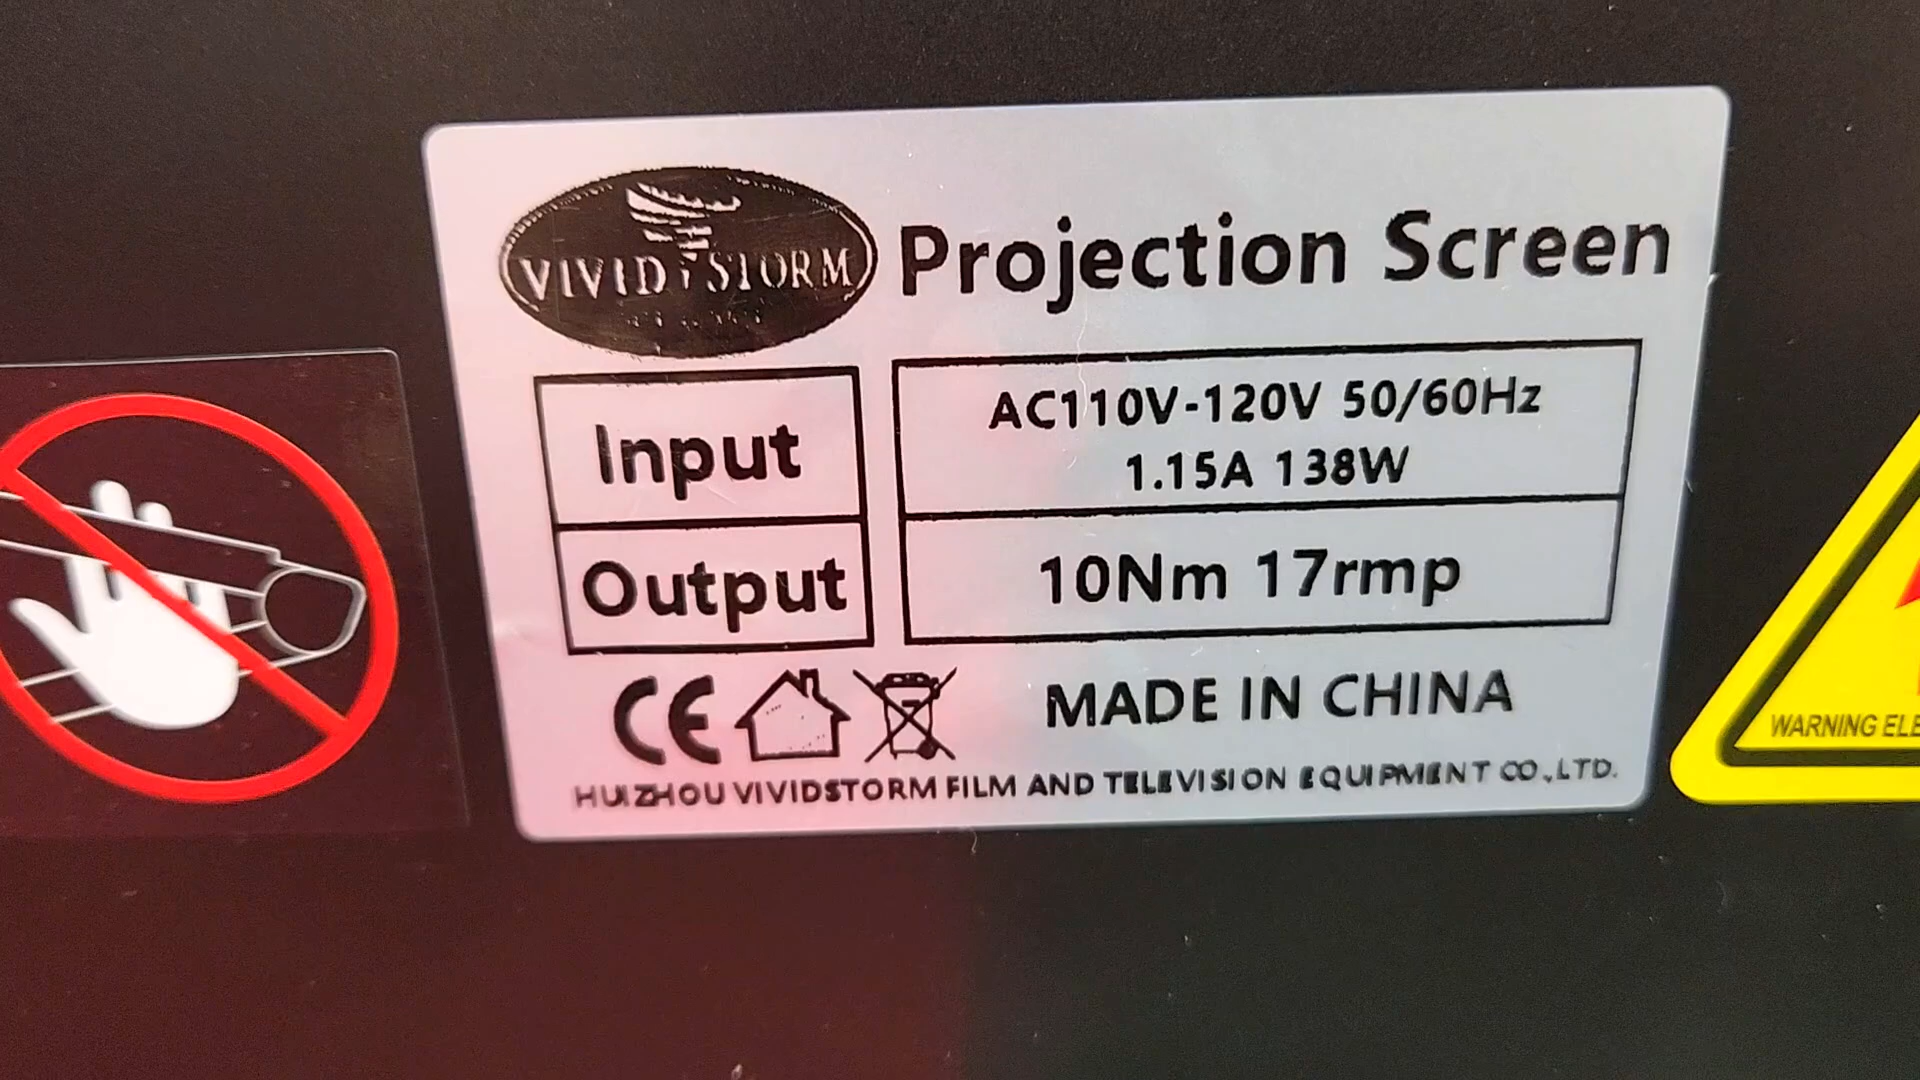 VIVIDSTORM
Projection Screen
Input
AC110V-120V 50/60Hz
1.15A 138W
Output
10Nm 17rmp
CE
MADE IN CHINA
HUIZHOU VIVIDSTORM FILM AND TELEVISION EQUIPMENT CO.,LTD.
WARNING ELE